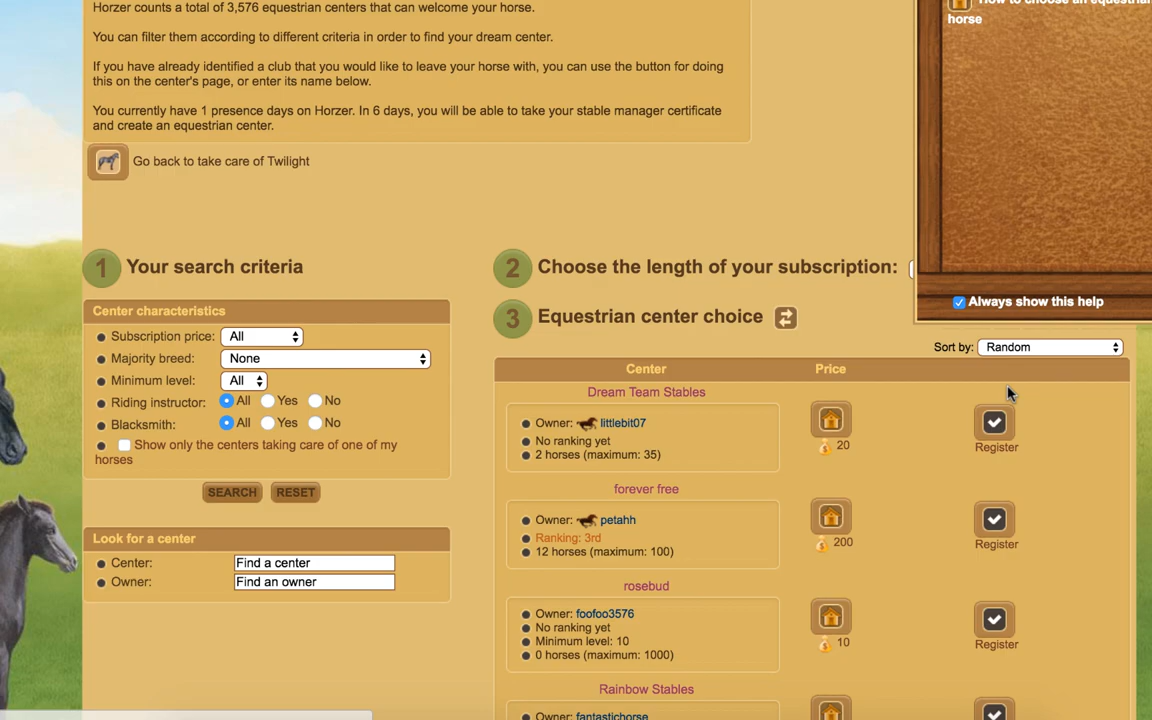 Horzer counts a total of 3,576 equestrian centers that can welcome your horse.
You can filter them according to different criteria in order to find your dream center.
If you have already identified a club that you would like to leave your horse with, you can use the button for doing
this on the center's page, or enter its name below.
You currently have 1 presence days on Horzer. In 6 days, you will be able to take your stable manager certificate
and create an equestrian center.
Go back to take care of Twilight
How to choose an equestrian
horse
Always show this help
1 Your search criteria
Center characteristics
Subscription price: All
Majority breed: None
Minimum level: All
Riding instructor: All Yes No
Blacksmith: All Yes No
Show only the centers taking care of one of my
horses
SEARCH RESET
Look for a center
Center: Find a center
Owner: Find an owner
2 Choose the length of your subscription:
3 Equestrian center choice
Sort by: Random
Center Price
Dream Team Stables
Owner: littlebit07
No ranking yet
2 horses (maximum: 35)
20
Register
forever free
Owner: petahh
Ranking: 3rd
12 horses (maximum: 100)
200
Register
rosebud
Owner: foofoo3576
No ranking yet
Minimum level: 10
0 horses (maximum: 1000)
10
Register
Rainbow Stables
Owner: fantastichorse